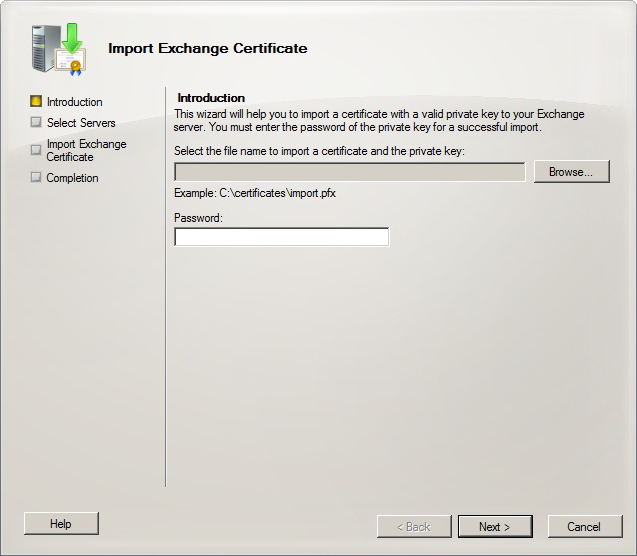 Import Exchange Certificate
Introduction
Select Servers
Import Exchange
Certificate
Completion
Introduction
This wizard will help you to import a certificate with a valid private key to your Exchange
server. You must enter the password of the private key for a successful import.
Select the file name to import a certificate and the private key:
Browse...
Example: C:\certificates\import.pfx
Password:
Help
< Back
Next >
Cancel